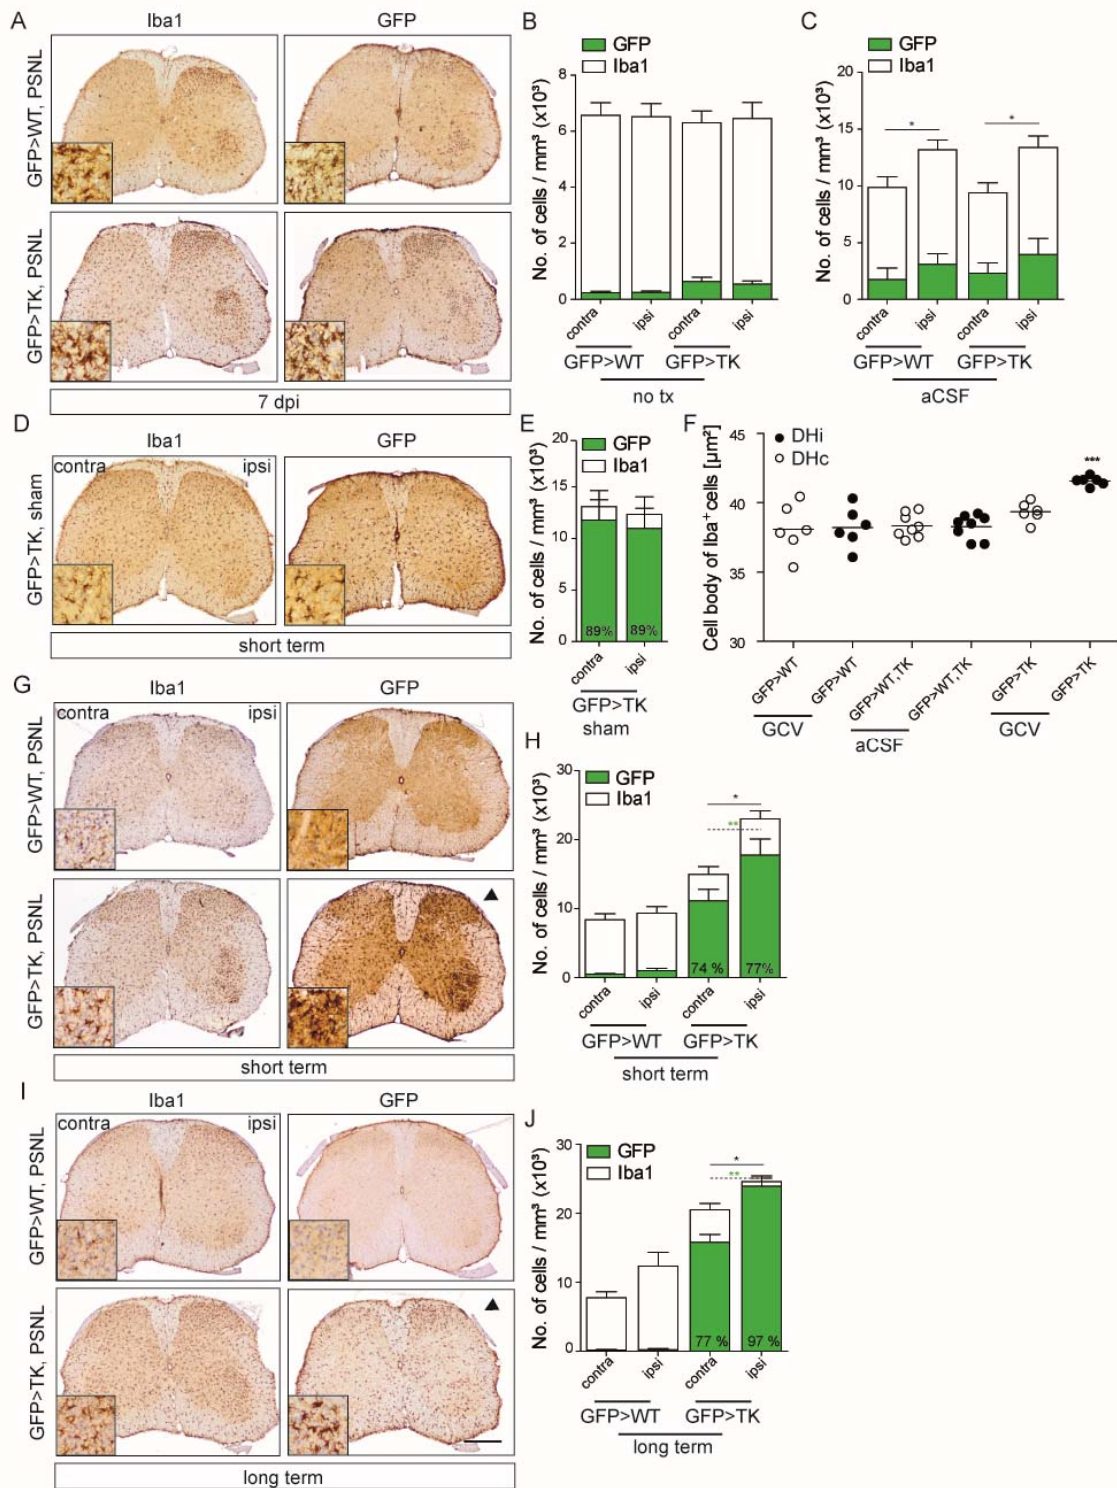 A
Iba1
GFP
GFP>WT, PSNL
GFP>TK, PSNL
7 dpi
B
GFP
Iba1
No. of cells / mm³ (x10³)
8
6
4
2
0
contra
ipsi
contra
ipsi
GFP>WT
GFP>TK
no tx
C
GFP
Iba1
No. of cells / mm³ (x10³)
20
15
10
5
0
*
*
contra
ipsi
contra
ipsi
GFP>WT
GFP>TK
aCSF
D
Iba1
GFP
contra
ipsi
GFP>TK, sham
short term
E
GFP
Iba1
No. of cells / mm³ (x10³)
20
15
10
5
0
89%
89%
contra
ipsi
GFP>TK
sham
F
DHi
DHc
Cell body of Iba⁺ cells [µm²]
45
40
35
30
***
GFP>WT
GFP>WT
GFP>WT,TK
GFP>WT,TK
GFP>TK
GFP>TK
GCV
aCSF
GCV
G
Iba1
GFP
contra
ipsi
GFP>WT, PSNL
GFP>TK, PSNL
short term
H
GFP
Iba1
No. of cells / mm³ (x10³)
30
20
10
0
*
**
74 %
77%
contra
ipsi
contra
ipsi
GFP>WT
GFP>TK
short term
I
Iba1
GFP
contra
ipsi
GFP>WT, PSNL
GFP>TK, PSNL
long term
J
GFP
Iba1
No. of cells / mm³ (x10³)
30
20
10
0
*
**
77 %
97 %
contra
ipsi
contra
ipsi
GFP>WT
GFP>TK
long term